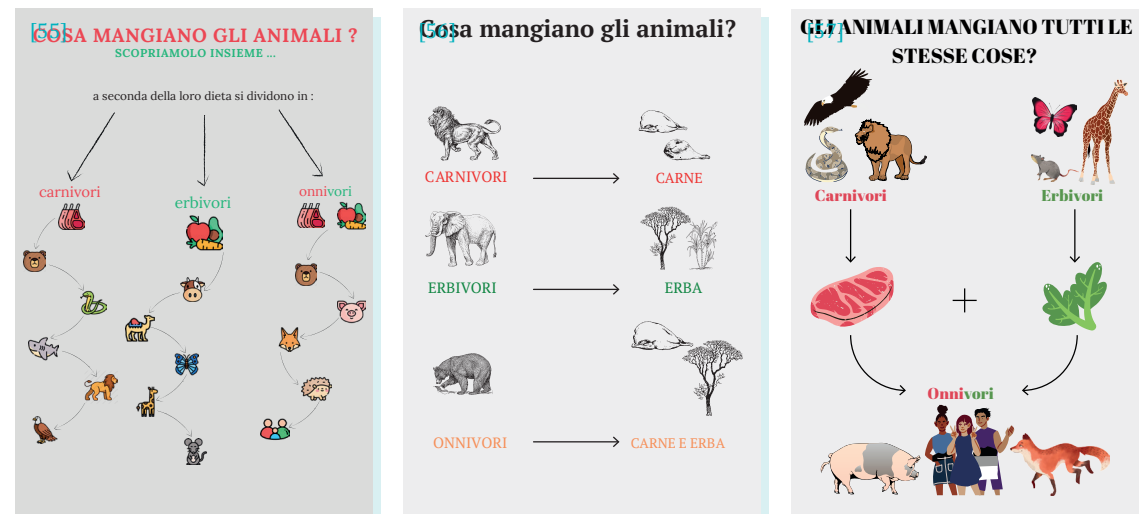 [55]
COSA MANGIANO GLI ANIMALI ?
SCOPRIAMOLO INSIEME ...
a seconda della loro dieta si dividono in :
carnivori
erbivori
onnivori
[56]
Cosa mangiano gli animali?
CARNIVORI
CARNE
ERBIVORI
ERBA
ONNIVORI
CARNE E ERBA
[57]
GLI ANIMALI MANGIANO TUTTI LE
STESSE COSE?
Carnivori
Erbivori
Onnivori